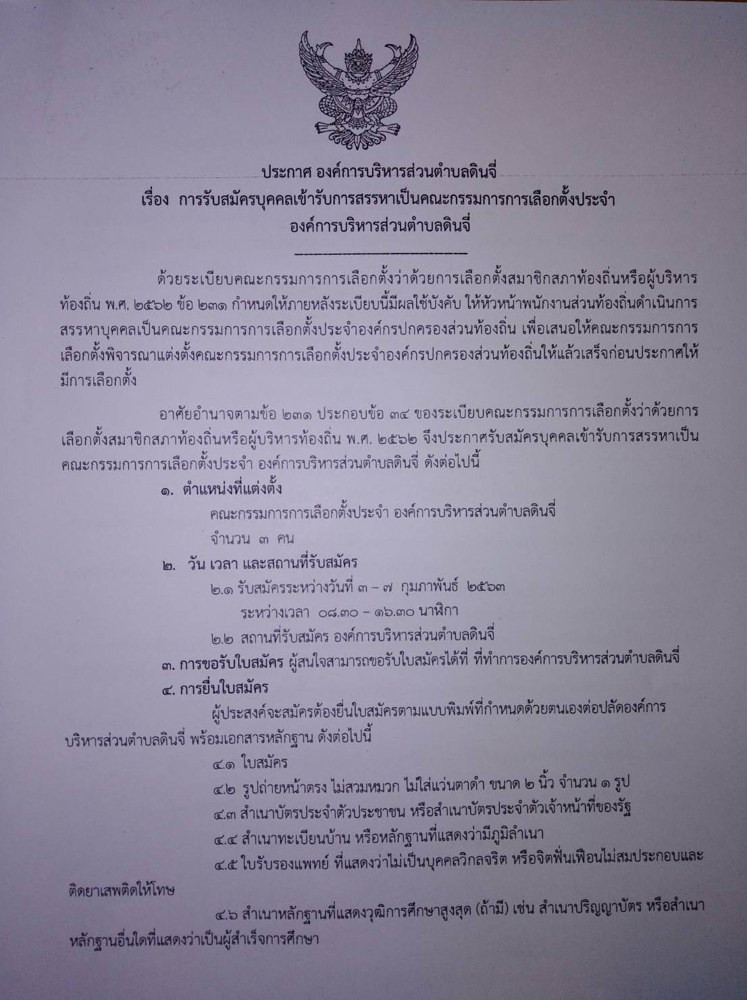 ประกาศ องค์การบริหารส่วนตำบลดินจี่
เรื่อง การรับสมัครบุคคลเข้ารับการสรรหาเป็นคณะกรรมการการเลือกตั้งประจำ
องค์การบริหารส่วนตำบลดินจี่
ด้วยระเบียบคณะกรรมการการเลือกตั้งว่าด้วยการเลือกตั้งสมาชิกสภาท้องถิ่นหรือผู้บริหาร
ท้องถิ่น พ.ศ. ๒๕๖๒ ข้อ ๒๓๑ กำหนดให้ภายหลังระเบียบนี้มีผลใช้บังคับ ให้หัวหน้าพนักงานส่วนท้องถิ่นดำเนินการ
สรรหาบุคคลเป็นคณะกรรมการการเลือกตั้งประจำองค์กรปกครองส่วนท้องถิ่น เพื่อเสนอให้คณะกรรมการการ
เลือกตั้งพิจารณาแต่งตั้งคณะกรรมการการเลือกตั้งประจำองค์กรปกครองส่วนท้องถิ่นให้แล้วเสร็จก่อนประกาศให้
มีการเลือกตั้ง
อาศัยอำนาจตามข้อ ๒๓๑ ประกอบข้อ ๓๔ ของระเบียบคณะกรรมการการเลือกตั้งว่าด้วยการ
เลือกตั้งสมาชิกสภาท้องถิ่นหรือผู้บริหารท้องถิ่น พ.ศ. ๒๕๖๒ จึงประกาศรับสมัครบุคคลเข้ารับการสรรหาเป็น
คณะกรรมการการเลือกตั้งประจำ องค์การบริหารส่วนตำบลดินจี่ ดังต่อไปนี้
๑. ตำแหน่งที่แต่งตั้ง
คณะกรรมการการเลือกตั้งประจำ องค์การบริหารส่วนตำบลดินจี่
จำนวน ๓ คน
๒. วัน เวลา และสถานที่รับสมัคร
๒.๑ รับสมัครระหว่างวันที่ ๓ – ๗ กุมภาพันธ์ ๒๕๖๓
ระหว่างเวลา ๐๘.๓๐ – ๑๖.๓๐ นาฬิกา
๒.๒ สถานที่รับสมัคร องค์การบริหารส่วนตำบลดินจี่
๓. การขอรับใบสมัคร ผู้สนใจสามารถขอรับใบสมัครได้ที่ ที่ทำการองค์การบริหารส่วนตำบลดินจี่
๔. การยื่นใบสมัคร
ผู้ประสงค์จะสมัครต้องยื่นใบสมัครตามแบบพิมพ์ที่กำหนดด้วยตนเองต่อปลัดองค์การ
บริหารส่วนตำบลดินจี่ พร้อมเอกสารหลักฐาน ดังต่อไปนี้
๔.๑ ใบสมัคร
๔.๒ รูปถ่ายหน้าตรง ไม่สวมหมวก ไม่ใส่แว่นตาดำ ขนาด ๒ นิ้ว จำนวน ๑ รูป
๔.๓ สำเนาบัตรประจำตัวประชาชน หรือสำเนาบัตรประจำตัวเจ้าหน้าที่ของรัฐ
๔.๔ สำเนาทะเบียนบ้าน หรือหลักฐานที่แสดงว่ามีภูมิลำเนา
๔.๕ ใบรับรองแพทย์ ที่แสดงว่าไม่เป็นบุคคลวิกลจริต หรือจิตฟั่นเฟือนไม่สมประกอบและ
ติดยาเสพติดให้โทษ
๔.๖ สำเนาหลักฐานที่แสดงวุฒิการศึกษาสูงสุด (ถ้ามี) เช่น สำเนาปริญญาบัตร หรือสำเนา
หลักฐานอื่นใดที่แสดงว่าเป็นผู้สำเร็จการศึกษา